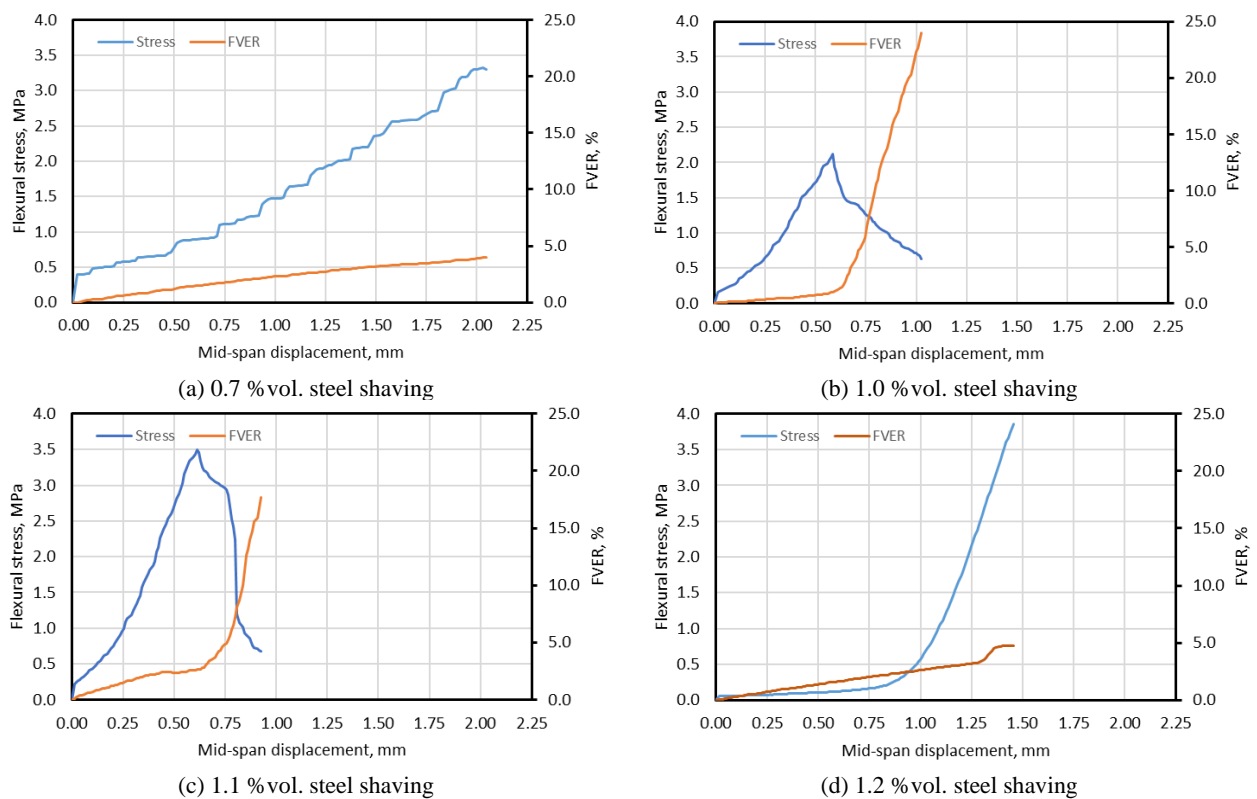 Stress FVER
Flexural stress, MPa
4.0
3.5
3.0
2.5
2.0
1.5
1.0
0.5
0.0
25.0
20.0
15.0
10.0
5.0
0.0
FVER, %
0.00 0.25 0.50 0.75 1.00 1.25 1.50 1.75 2.00 2.25
Mid-span displacement, mm
(a) 0.7 %vol. steel shaving
Stress FVER
Flexural stress, MPa
4.0
3.5
3.0
2.5
2.0
1.5
1.0
0.5
0.0
25.0
20.0
15.0
10.0
5.0
0.0
FVER, %
0.00 0.25 0.50 0.75 1.00 1.25 1.50 1.75 2.00 2.25
Mid-span displacement, mm
(b) 1.0 %vol. steel shaving
Stress FVER
Flexural stress, MPa
4.0
3.5
3.0
2.5
2.0
1.5
1.0
0.5
0.0
25.0
20.0
15.0
10.0
5.0
0.0
FVER, %
0.00 0.25 0.50 0.75 1.00 1.25 1.50 1.75 2.00 2.25
Mid-span displacement, mm
(c) 1.1 %vol. steel shaving
Stress FVER
Flexural stress, MPa
4.0
3.5
3.0
2.5
2.0
1.5
1.0
0.5
0.0
25.0
20.0
15.0
10.0
5.0
0.0
FVER, %
0.00 0.25 0.50 0.75 1.00 1.25 1.50 1.75 2.00 2.25
Mid-span displacement, mm
(d) 1.2 %vol. steel shaving